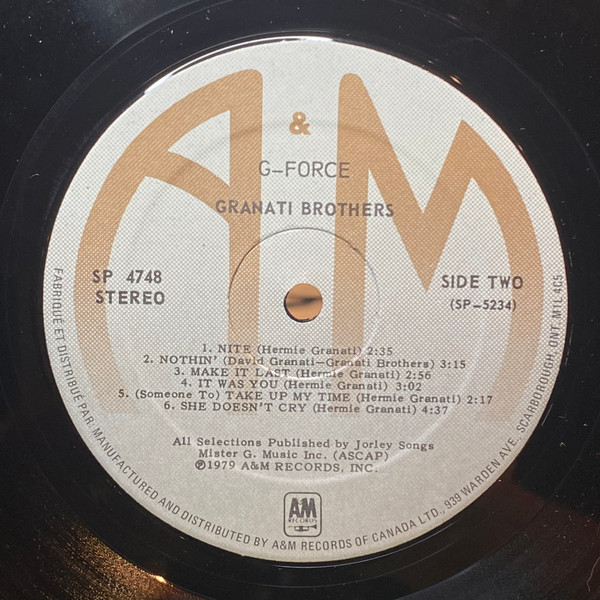 A & M
G-FORCE
GRANATI BROTHERS
SP 4748
STEREO
SIDE TWO
(SP-5234)
1. NITE (Hermie Granati) 2:35
2. NOTHIN' (David Granati-Granati Brothers) 3:15
3. MAKE IT LAST (Hermie Granati) 2:56
4. IT WAS YOU (Hermie Granati) 3:02
5. (Someone To) TAKE UP MY TIME (Hermie Granati) 2:17
6. SHE DOESN'T CRY (Hermie Granati) 4:37
All Selections Published by Jorley Songs
Mister G. Music Inc. (ASCAP)
℗1979 A&M RECORDS, INC.
A&M
RECORDS
FABRIQUÉ ET DISTRIBUÉ PAR: MANUFACTURED AND DISTRIBUTED BY A&M RECORDS OF CANADA LTD., 939 WARDEN AVE. SCARBOROUGH, ONT. M1L 4C5